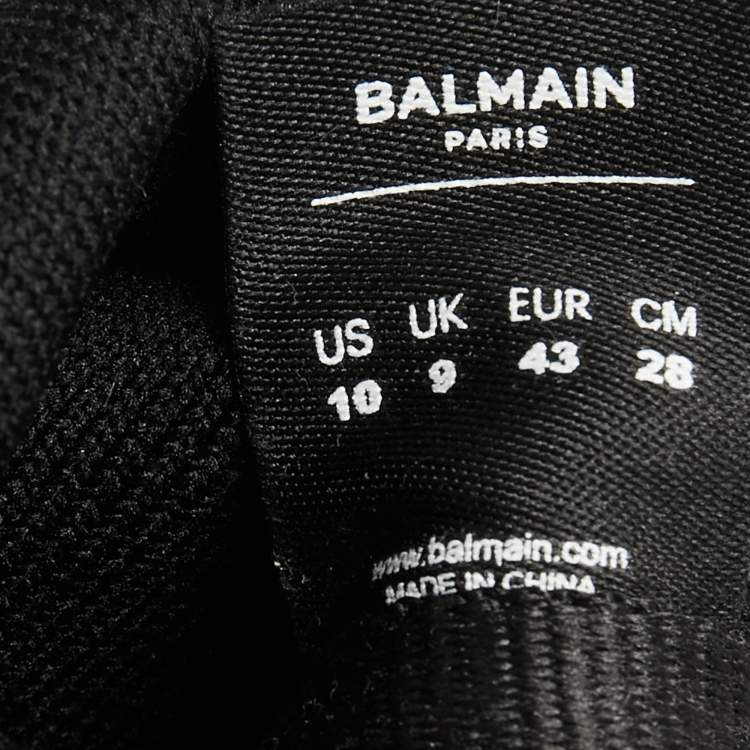 BALMAIN
PARIS
US UK EUR CM
10 9 43 28
www.balmain.com
MADE IN CHINA